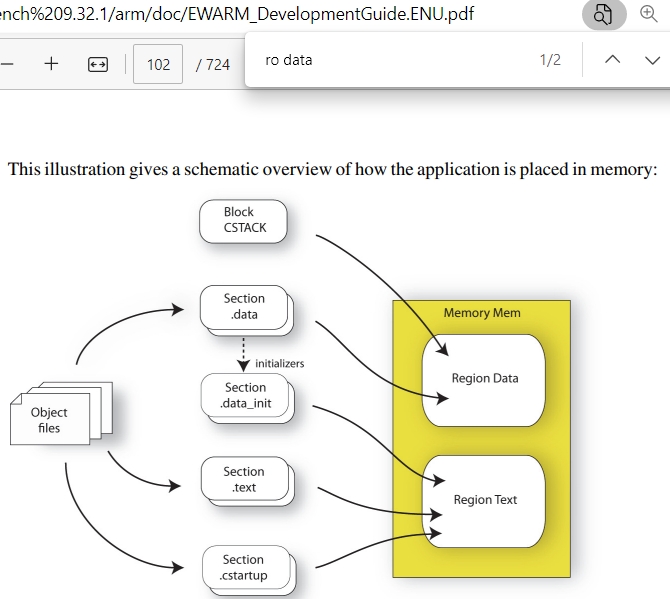 ench%209.32.1/arm/doc/EWARM_DevelopmentGuide.ENU.pdf
102 / 724
ro data
1/2
This illustration gives a schematic overview of how the application is placed in memory:
Block
CSTACK
Section
.data
initializers
Section
.data_init
Object
files
Section
.text
Section
.cstartup
Memory Mem
Region Data
Region Text